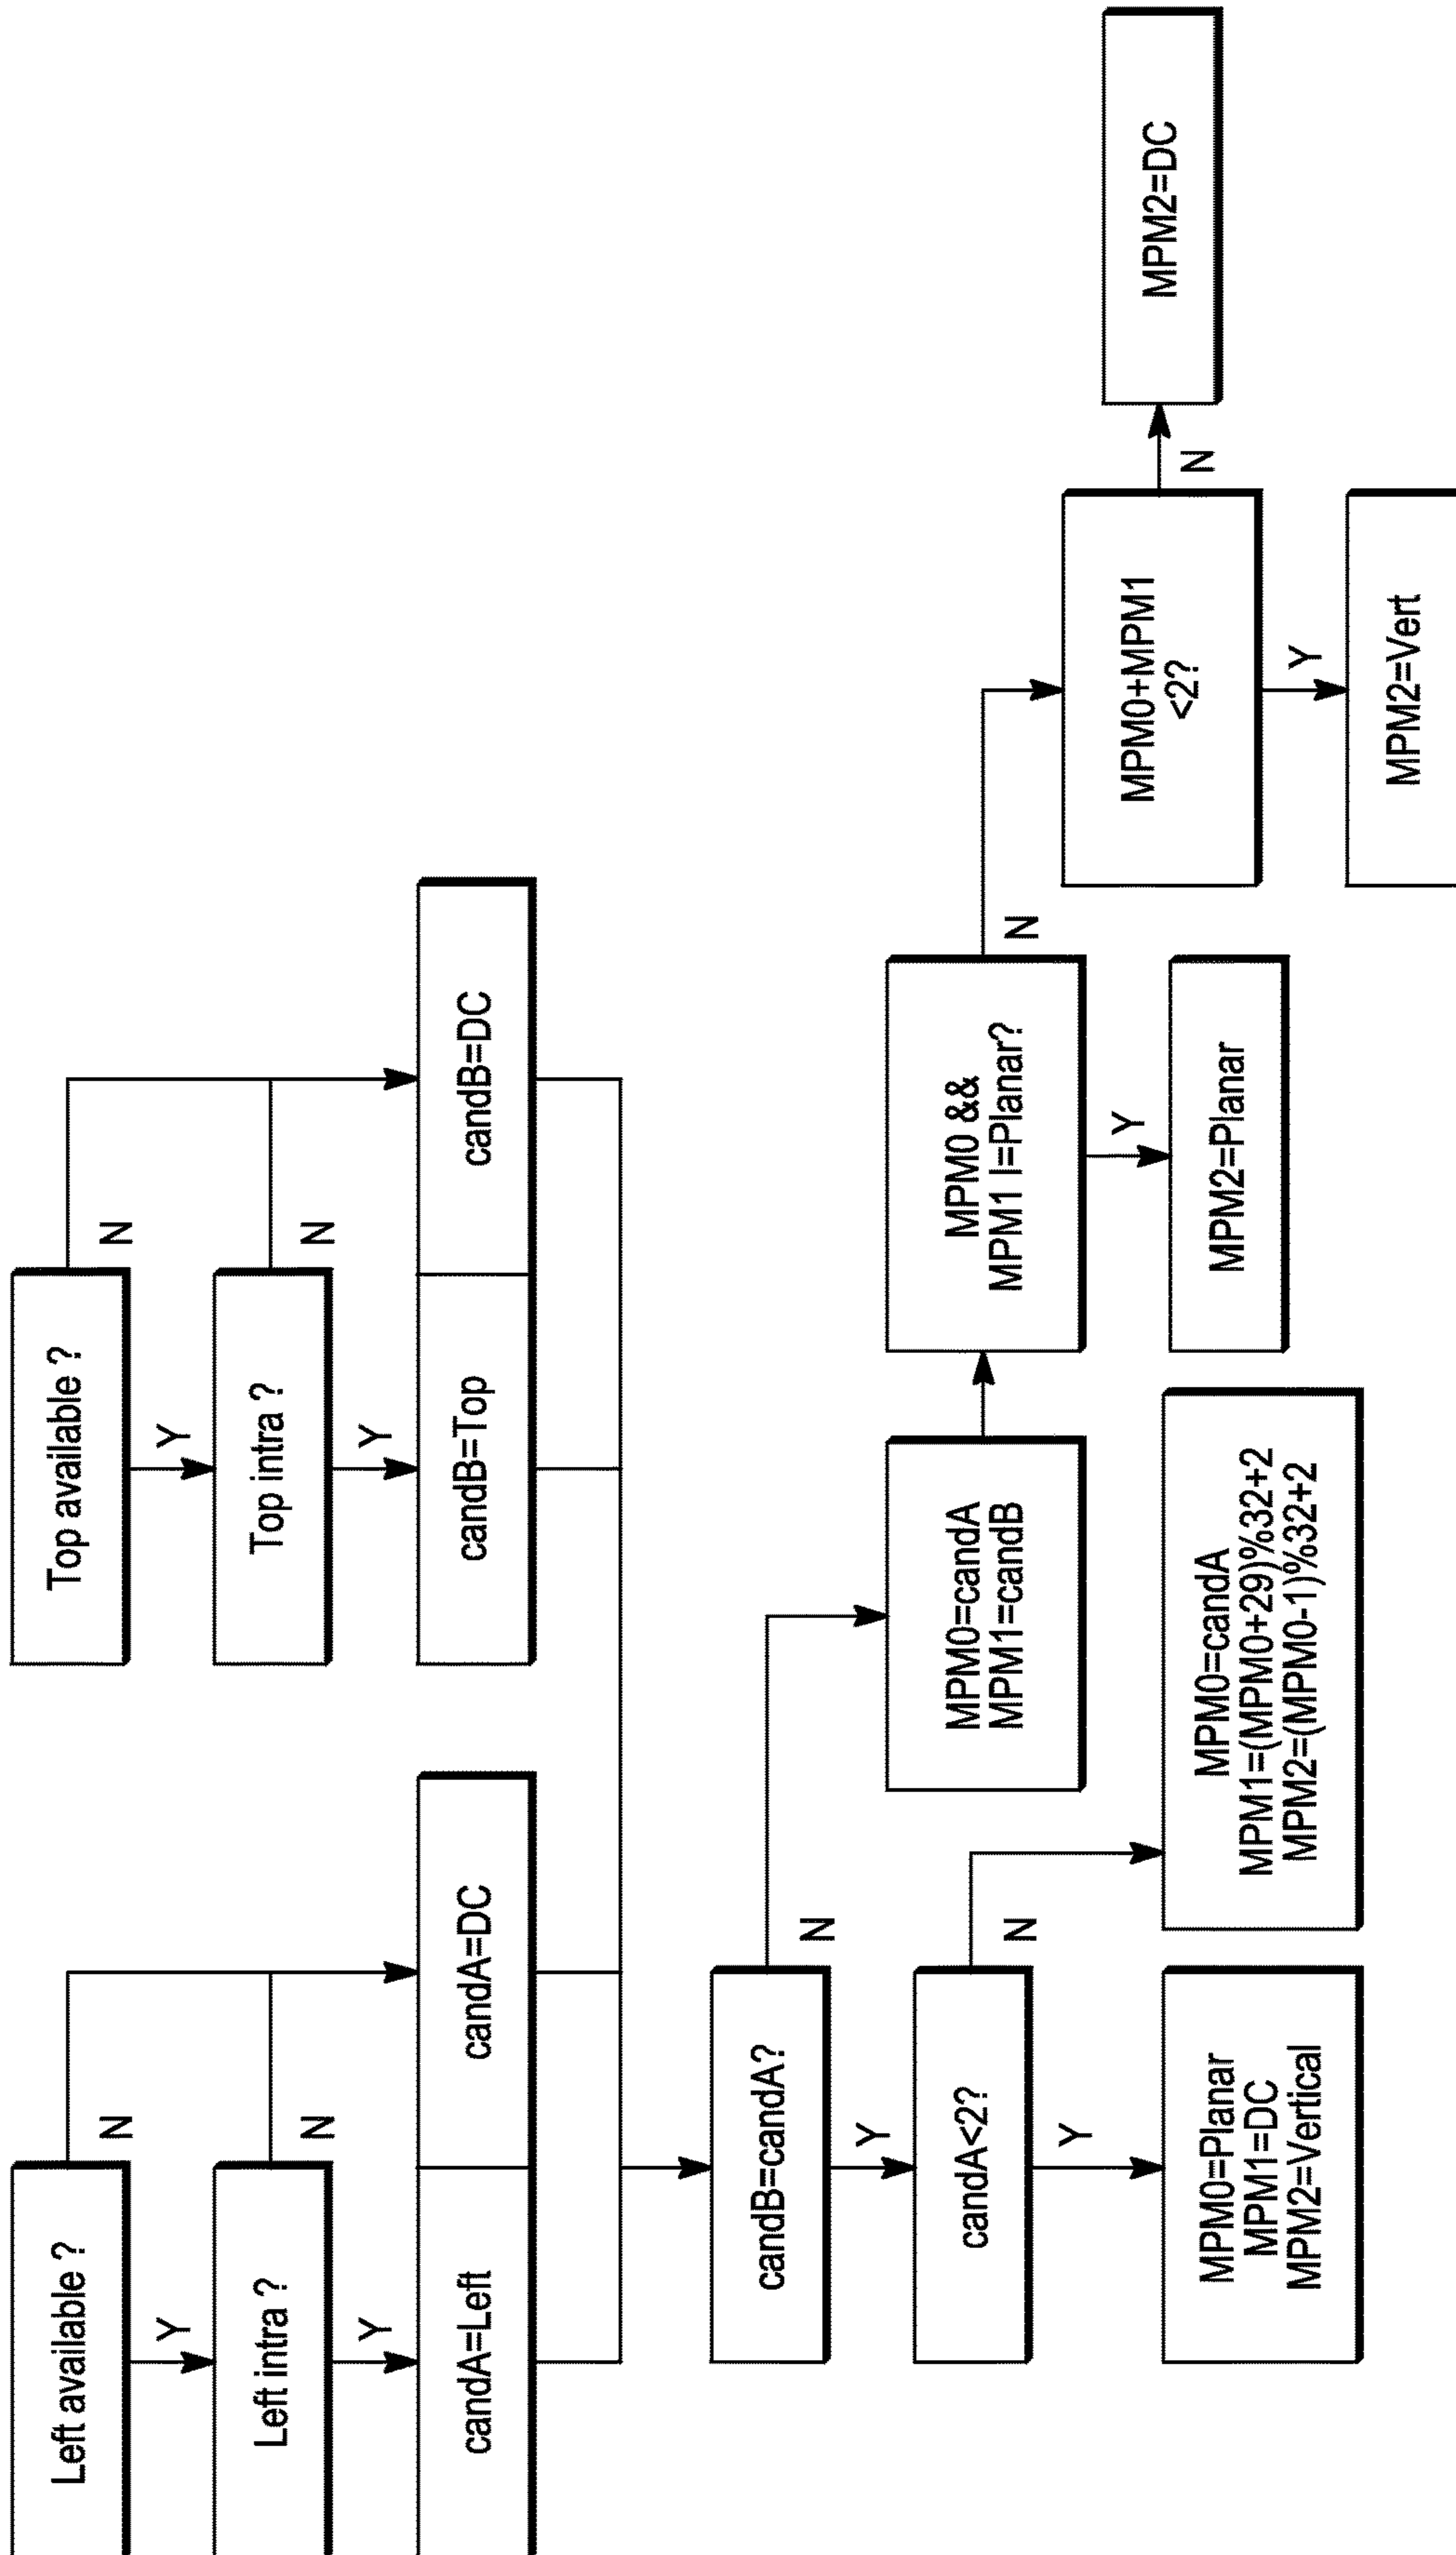 Left available ?
N
Top available ?
N
Y
Y
Left intra ?
N
Top intra ?
N
Y
Y
candA=Left
candA=DC
candB=Top
candB=DC
candB=candA?
N
Y
candA<2?
N
Y
MPM0=Planar
MPM1=DC
MPM2=Vertical
MPM0=candA
MPM1=(MPM0+29)%32+2
MPM2=(MPM0-1)%32+2
MPM0=candA
MPM1=candB
MPM0 &&
MPM1 !=Planar?
N
Y
MPM2=Planar
MPM0+MPM1
<2?
N
Y
MPM2=DC
MPM2=Vert